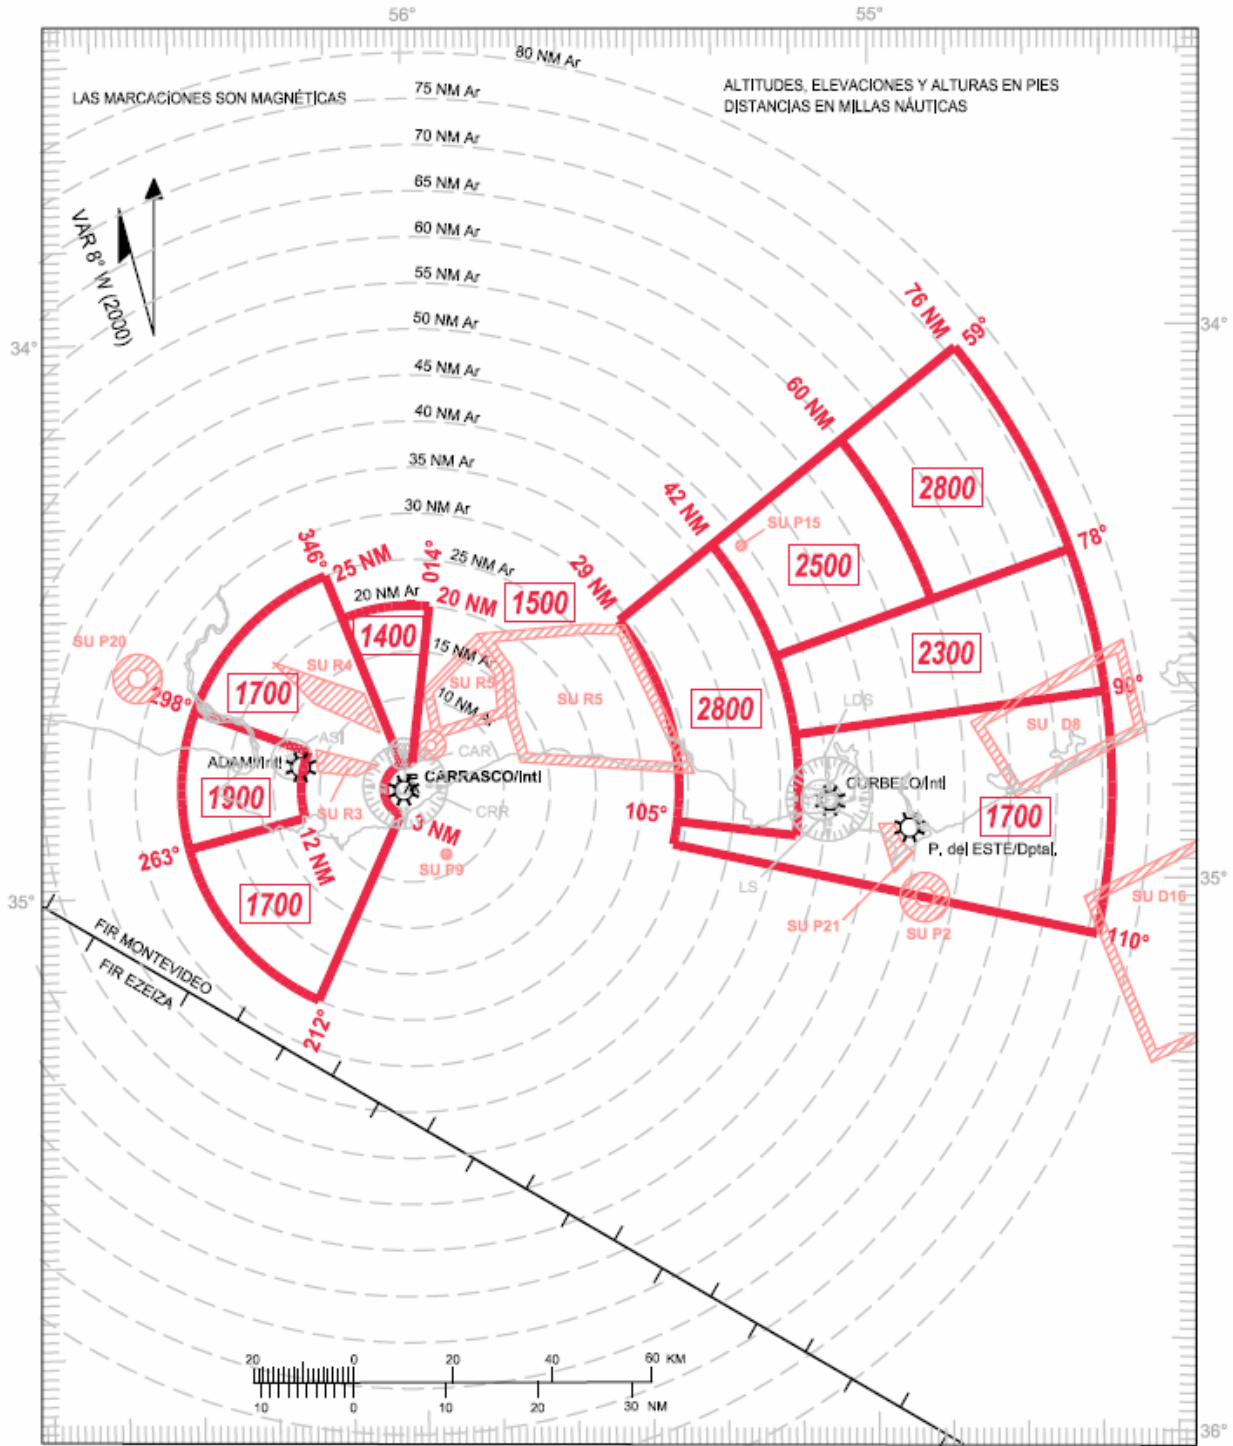 56°
55°
80 NM Ar
LAS MARCACIONES SON MAGNÉTICAS
75 NM Ar
ALTITUDES, ELEVACIONES Y ALTURAS EN PIES
DISTANCIAS EN MILLAS NÁUTICAS
70 NM Ar
65 NM Ar
60 NM Ar
VAR 8° W (2000)
55 NM Ar
50 NM Ar
76 NM
59°
34°
34°
45 NM Ar
40 NM Ar
60 NM
35 NM Ar
2800
30 NM Ar
42 NM
SU P15
78°
346°
25 NM
014°
25 NM Ar
29 NM
2500
20 NM Ar
20 NM
1500
1400
SU P20
15 NM Ar
2300
SU R4
1700
298°
SU R5
SU R5
10 NM Ar
2800
LDS
90°
SU D8
ASI
ADAMI/Intl
CAR
CARRASCO/Intl
CURBELO/Intl
1900
SU R3
CRR
3 NM
105°
1700
263°
12 NM
SU P9
P. del ESTE/Dptal.
LS
SU D16
35°
35°
1700
SU P21
SU P2
110°
FIR MONTEVIDEO
FIR EZEIZA
212°
20 0 20 40 60 KM
10 0 10 20 30 NM
36°